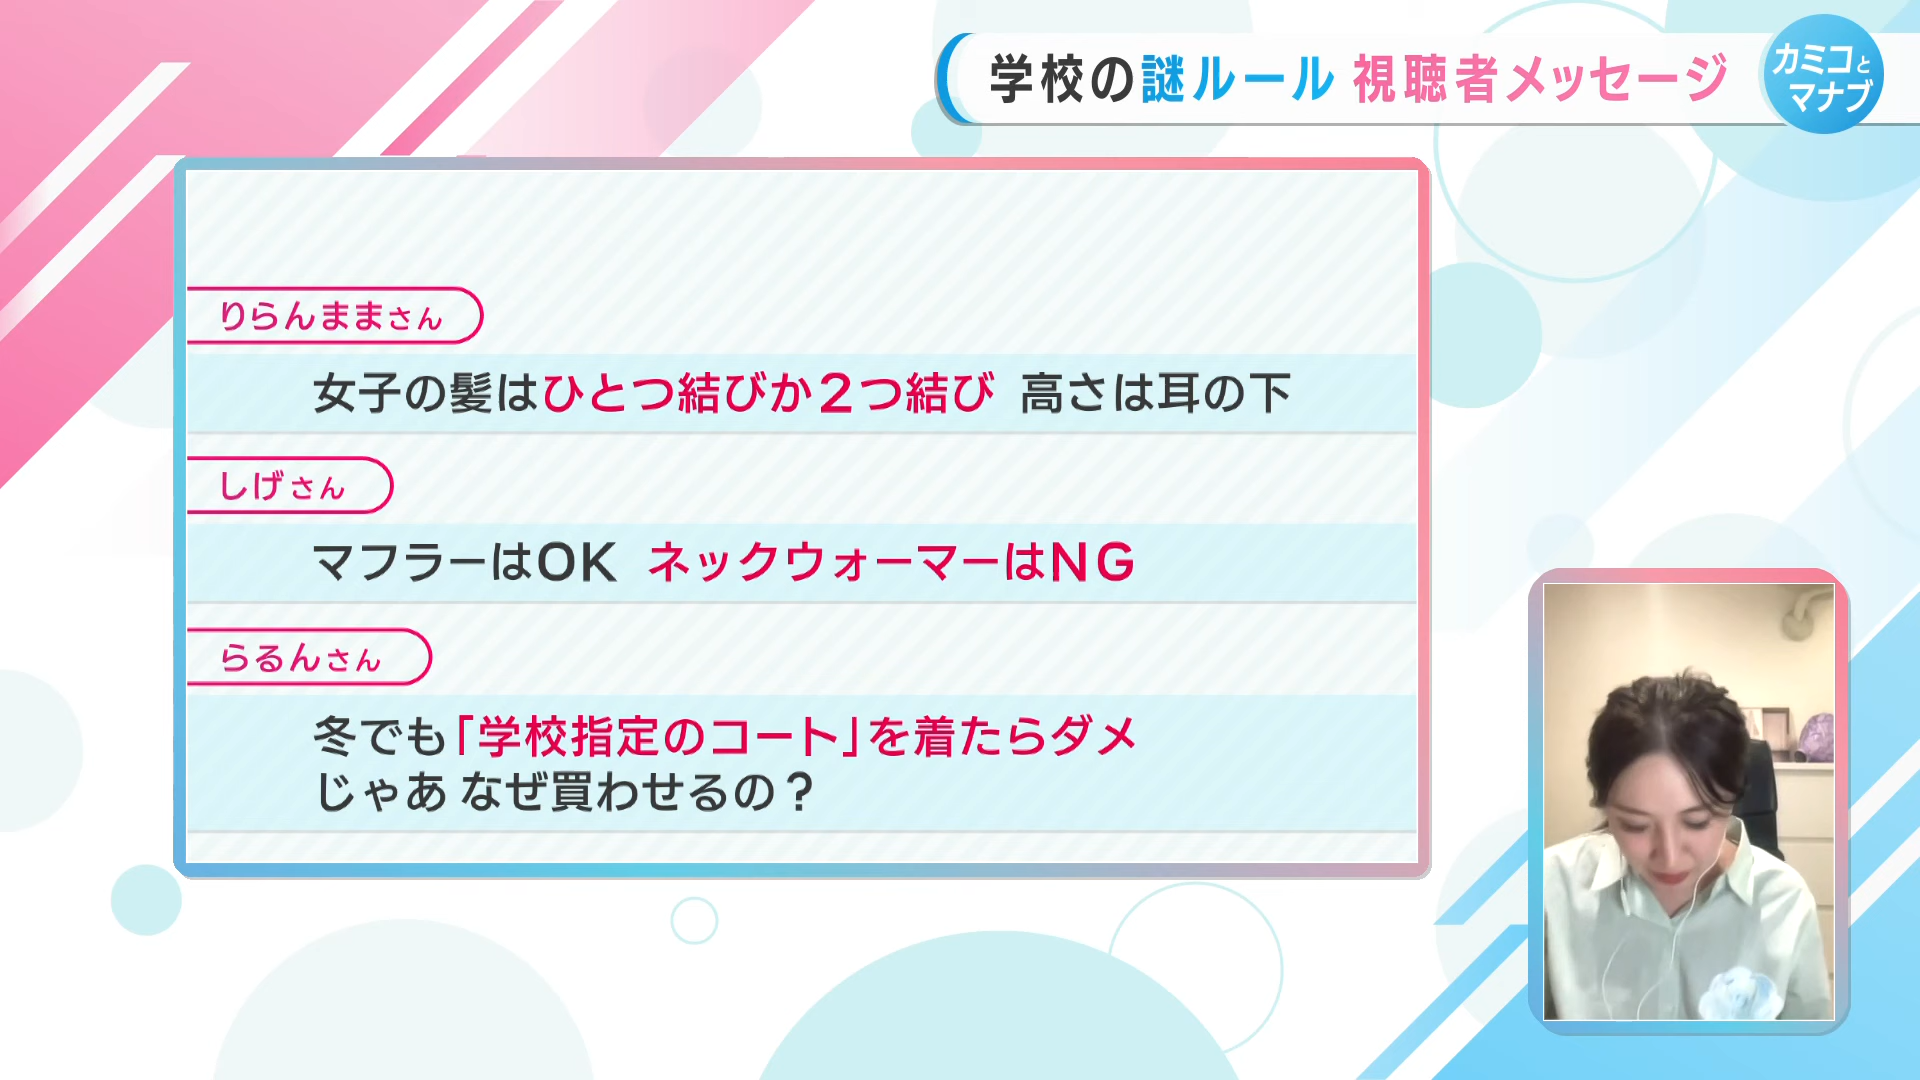 学校の謎ルール 視聴者メッセージ
カミコと
マナブ
りらんままさん
女子の髪はひとつ結びか２つ結び 高さは耳の下
しげさん
マフラーはOK ネックウォーマーはNG
らるんさん
冬でも「学校指定のコート」を着たらダメ
じゃあ なぜ買わせるの？